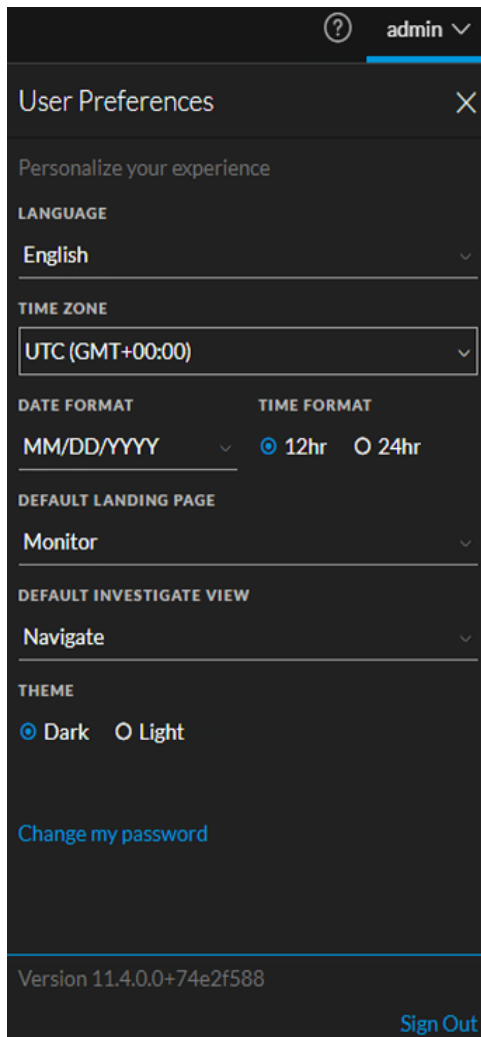 admin
User Preferences
Personalize your experience
LANGUAGE
English
TIME ZONE
UTC (GMT+00:00)
DATE FORMAT TIME FORMAT
MM/DD/YYYY 12hr 24hr
DEFAULT LANDING PAGE
Monitor
DEFAULT INVESTIGATE VIEW
Navigate
THEME
Dark Light
Change my password
Version 11.4.0.0+74e2f588
Sign Out